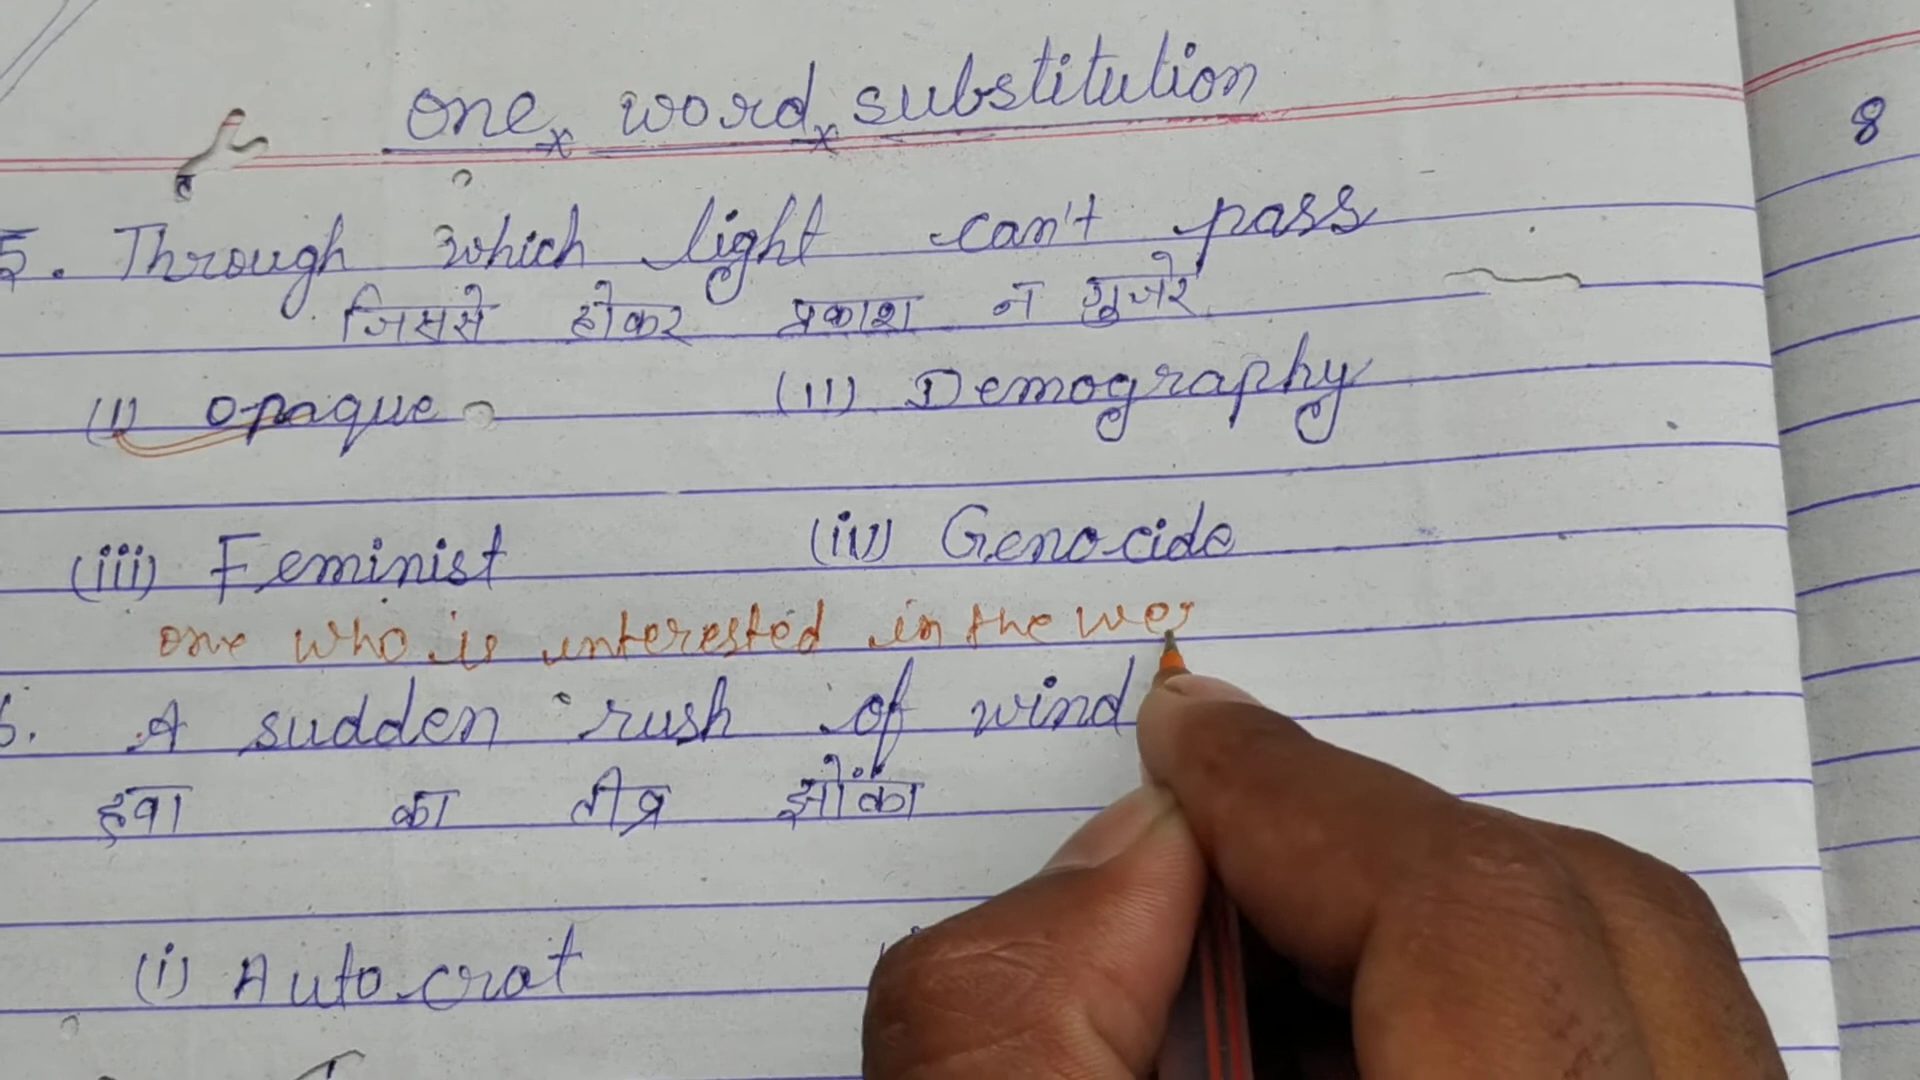 one word substitution
8
5. Through which light can't pass
जिससे होकर प्रकाश न गुजरे
(i) opaque (ii) Demography
(iii) Feminist (iv) Genocide
one who is interested in the
6. A sudden rush of wind
हवा का तीव्र झोंका
(i) Autocrat